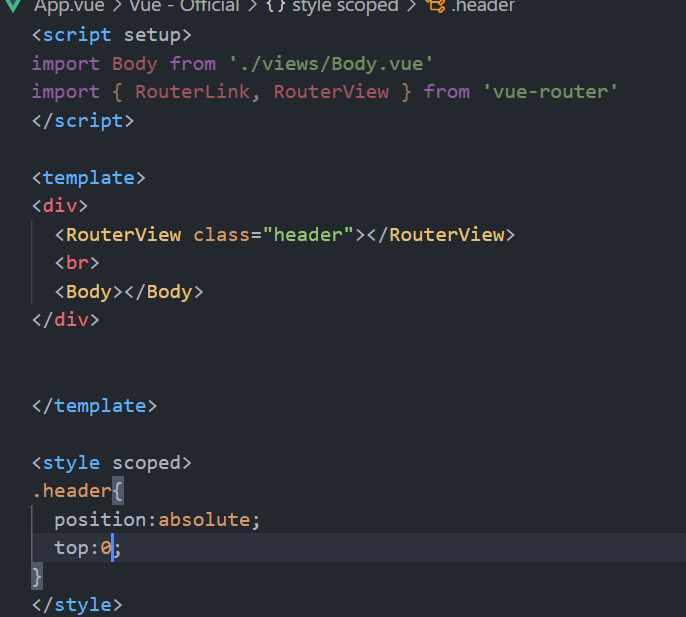 App.vue > Vue - Official > {} style scoped > .header
<script setup>
import Body from './views/Body.vue'
import { RouterLink, RouterView } from 'vue-router'
</script>
<template>
<div>
<RouterView class="header"></RouterView>
<br>
<Body></Body>
</div>
</template>
<style scoped>
.header{
position:absolute;
top:0;
}
</style>